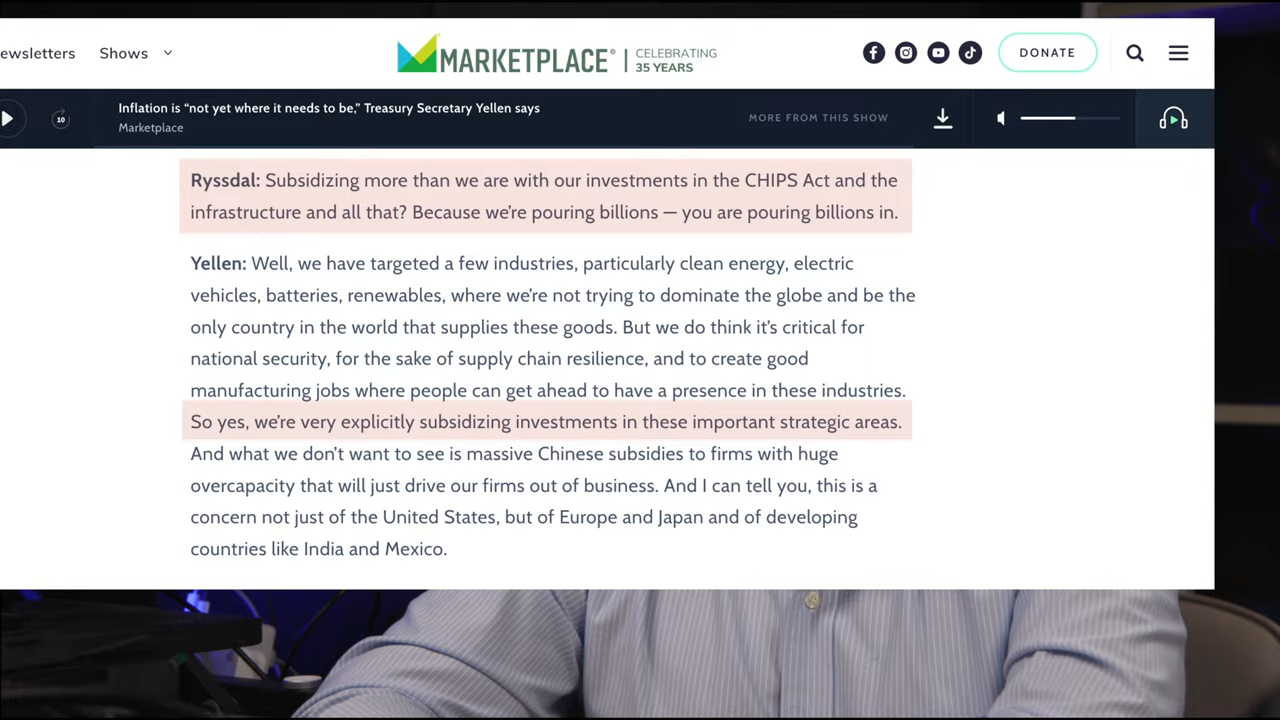 ewsletters Shows
MARKETPLACE® | CELEBRATING
35 YEARS
DONATE
10
Inflation is “not yet where it needs to be,” Treasury Secretary Yellen says
Marketplace
MORE FROM THIS SHOW
Ryssdal: Subsidizing more than we are with our investments in the CHIPS Act and the
infrastructure and all that? Because we’re pouring billions — you are pouring billions in.
Yellen: Well, we have targeted a few industries, particularly clean energy, electric
vehicles, batteries, renewables, where we’re not trying to dominate the globe and be the
only country in the world that supplies these goods. But we do think it’s critical for
national security, for the sake of supply chain resilience, and to create good
manufacturing jobs where people can get ahead to have a presence in these industries.
So yes, we’re very explicitly subsidizing investments in these important strategic areas.
And what we don’t want to see is massive Chinese subsidies to firms with huge
overcapacity that will just drive our firms out of business. And I can tell you, this is a
concern not just of the United States, but of Europe and Japan and of developing
countries like India and Mexico.